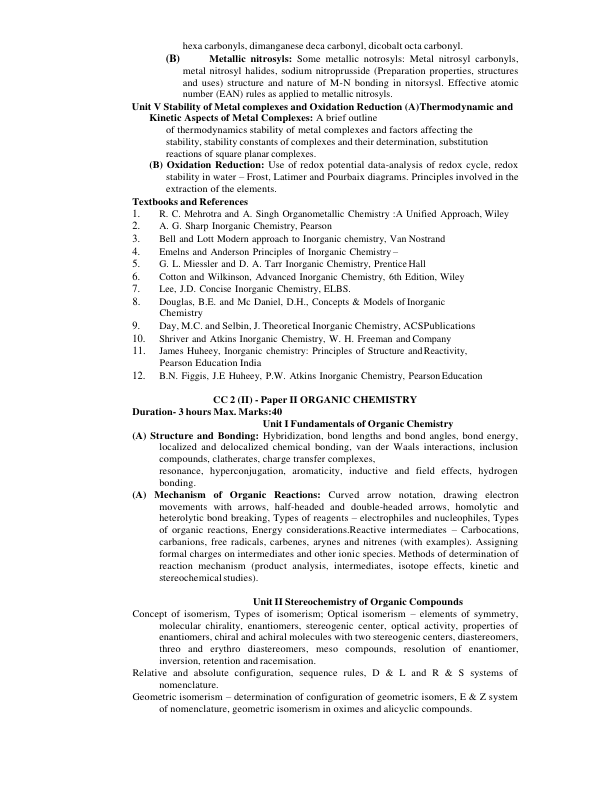 hexa carbonyls, dimanganese deca carbonyl, dicobalt octa carbonyl.
(B) Metallic nitrosyls: Some metallic notrosyls: Metal nitrosyl carbonyls,
metal nitrosyl halides, sodium nitroprusside (Preparation properties, structures
and uses) structure and nature of M-N bonding in nitorsysl. Effective atomic
number (EAN) rules as applied to metallic nitrosyls.
Unit V Stability of Metal complexes and Oxidation Reduction (A)Thermodynamic and
Kinetic Aspects of Metal Complexes: A brief outline
of thermodynamics stability of metal complexes and factors affecting the
stability, stability constants of complexes and their determination, substitution
reactions of square planar complexes.
(B) Oxidation Reduction: Use of redox potential data-analysis of redox cycle, redox
stability in water – Frost, Latimer and Pourbaix diagrams. Principles involved in the
extraction of the elements.
Textbooks and References
1. R. C. Mehrotra and A. Singh Organometallic Chemistry :A Unified Approach, Wiley
2. A. G. Sharp Inorganic Chemistry, Pearson
3. Bell and Lott Modern approach to Inorganic chemistry, Van Nostrand
4. Emelns and Anderson Principles of Inorganic Chemistry –
5. G. L. Miessler and D. A. Tarr Inorganic Chemistry, Prentice Hall
6. Cotton and Wilkinson, Advanced Inorganic Chemistry, 6th Edition, Wiley
7. Lee, J.D. Concise Inorganic Chemistry, ELBS.
8. Douglas, B.E. and Mc Daniel, D.H., Concepts & Models of Inorganic
Chemistry
9. Day, M.C. and Selbin, J. Theoretical Inorganic Chemistry, ACSPublications
10. Shriver and Atkins Inorganic Chemistry, W. H. Freeman and Company
11. James Huheey, Inorganic chemistry: Principles of Structure and Reactivity,
Pearson Education India
12. B.N. Figgis, J.E Huheey, P.W. Atkins Inorganic Chemistry, Pearson Education
CC 2 (II) - Paper II ORGANIC CHEMISTRY
Duration- 3 hours Max. Marks:40
Unit I Fundamentals of Organic Chemistry
(A) Structure and Bonding: Hybridization, bond lengths and bond angles, bond energy,
localized and delocalized chemical bonding, van der Waals interactions, inclusion
compounds, clatherates, charge transfer complexes,
resonance, hyperconjugation, aromaticity, inductive and field effects, hydrogen
bonding.
(A) Mechanism of Organic Reactions: Curved arrow notation, drawing electron
movements with arrows, half-headed and double-headed arrows, homolytic and
heterolytic bond breaking, Types of reagents – electrophiles and nucleophiles, Types
of organic reactions, Energy considerations.Reactive intermediates – Carbocations,
carbanions, free radicals, carbenes, arynes and nitrenes (with examples). Assigning
formal charges on intermediates and other ionic species. Methods of determination of
reaction mechanism (product analysis, intermediates, isotope effects, kinetic and
stereochemical studies).
Unit II Stereochemistry of Organic Compounds
Concept of isomerism, Types of isomerism; Optical isomerism – elements of symmetry,
molecular chirality, enantiomers, stereogenic center, optical activity, properties of
enantiomers, chiral and achiral molecules with two stereogenic centers, diastereomers,
threo and erythro diastereomers, meso compounds, resolution of enantiomer,
inversion, retention and racemisation.
Relative and absolute configuration, sequence rules, D & L and R & S systems of
nomenclature.
Geometric isomerism – determination of configuration of geometric isomers, E & Z system
of nomenclature, geometric isomerism in oximes and alicyclic compounds.